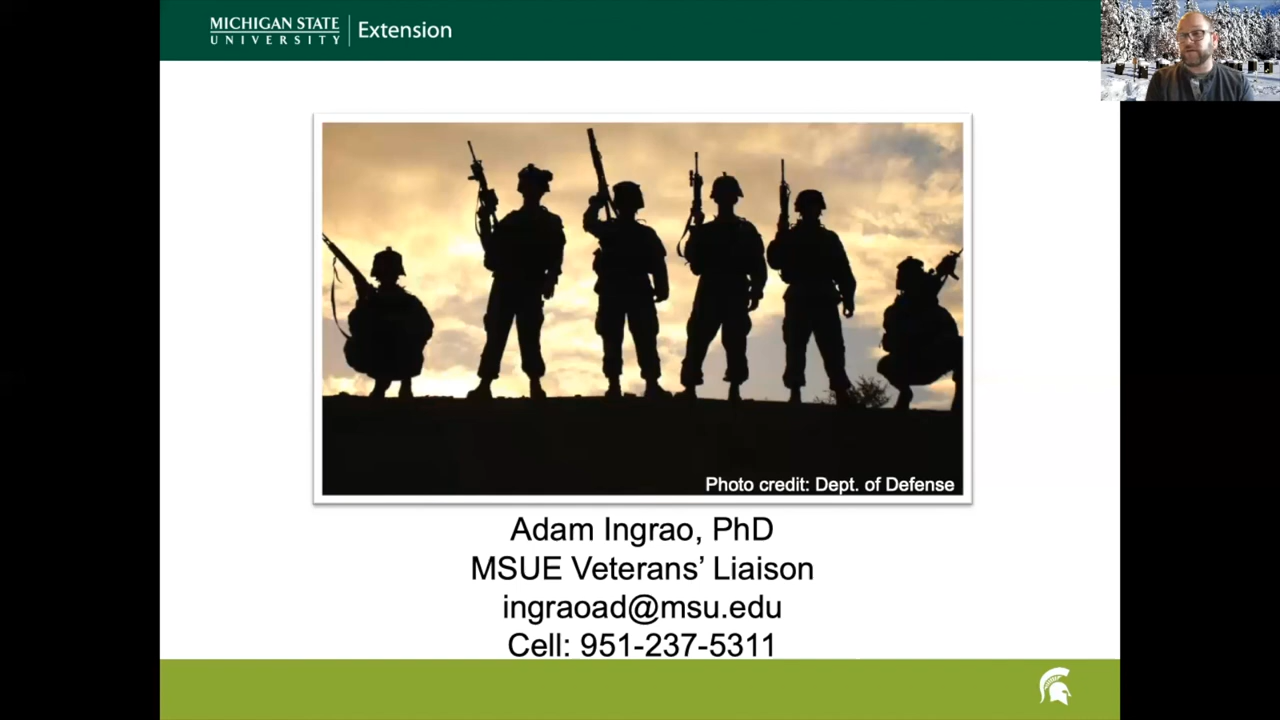 MICHIGAN STATE
UNIVERSITY
Extension
Photo credit: Dept. of Defense
Adam Ingrao, PhD
MSUE Veterans’ Liaison
ingraoad@msu.edu
Cell: 951-237-5311